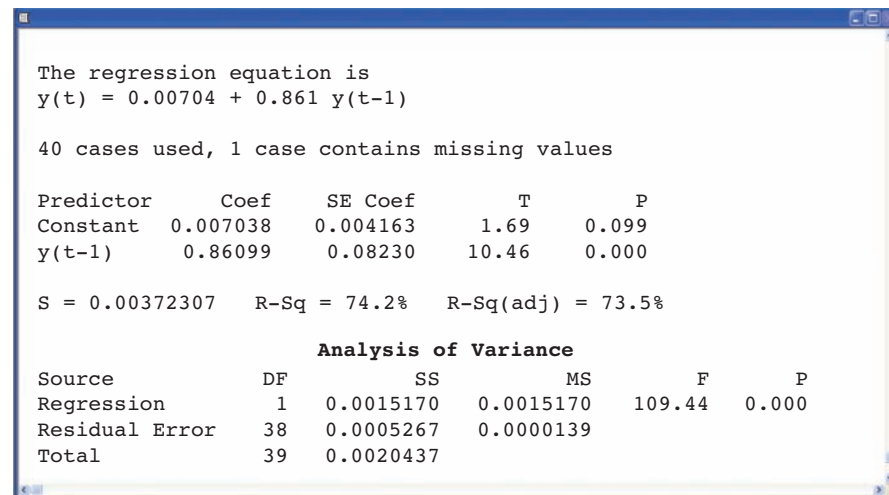 The regression equation is
y(t) = 0.00704 + 0.861 y(t-1)
40 cases used, 1 case contains missing values
Predictor Coef SE Coef T P
Constant 0.007038 0.004163 1.69 0.099
y(t-1) 0.86099 0.08230 10.46 0.000
S = 0.00372307 R-Sq = 74.2% R-Sq(adj) = 73.5%
Analysis of Variance
Source DF SS MS F P
Regression 1 0.0015170 0.0015170 109.44 0.000
Residual Error 38 0.0005267 0.0000139
Total 39 0.0020437